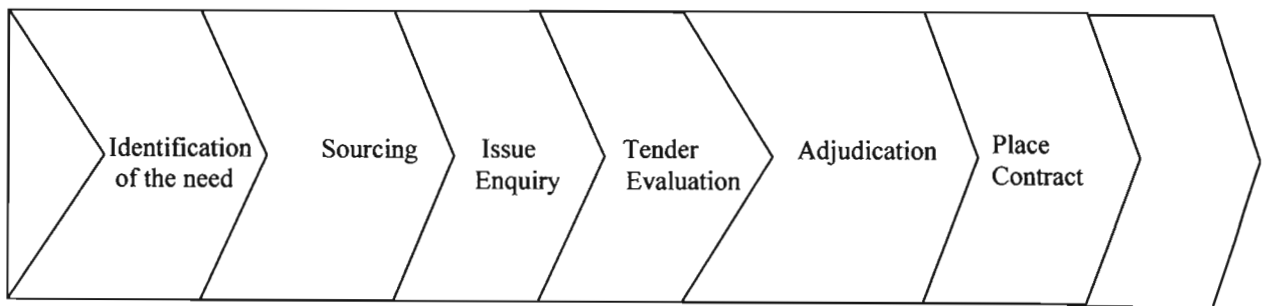 Identification
of the need
Sourcing
Issue
Enquiry
Tender
Evaluation
Adjudication
Place
Contract